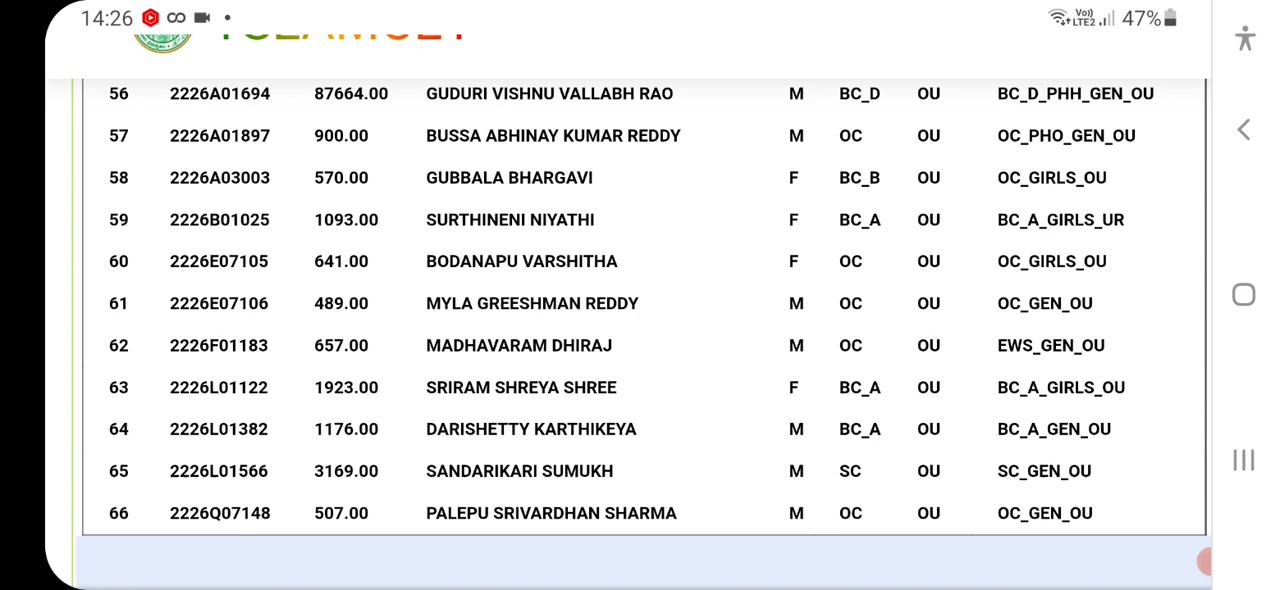 14:26 Vo)) LTE2 47%
56 2226A01694 87664.00 GUDURI VISHNU VALLABH RAO M BC_D OU BC_D_PHH_GEN_OU
57 2226A01897 900.00 BUSSA ABHINAY KUMAR REDDY M OC OU OC_PHO_GEN_OU
58 2226A03003 570.00 GUBBALA BHARGAVI F BC_B OU OC_GIRLS_OU
59 2226B01025 1093.00 SURTHINENI NIYATHI F BC_A OU BC_A_GIRLS_UR
60 2226E07105 641.00 BODANAPU VARSHITHA F OC OU OC_GIRLS_OU
61 2226E07106 489.00 MYLA GREESHMAN REDDY M OC OU OC_GEN_OU
62 2226F01183 657.00 MADHAVARAM DHIRAJ M OC OU EWS_GEN_OU
63 2226L01122 1923.00 SRIRAM SHREYA SHREE F BC_A OU BC_A_GIRLS_OU
64 2226L01382 1176.00 DARISHETTY KARTHIKEYA M BC_A OU BC_A_GEN_OU
65 2226L01566 3169.00 SANDARIKARI SUMUKH M SC OU SC_GEN_OU
66 2226Q07148 507.00 PALEPU SRIVARDHAN SHARMA M OC OU OC_GEN_OU